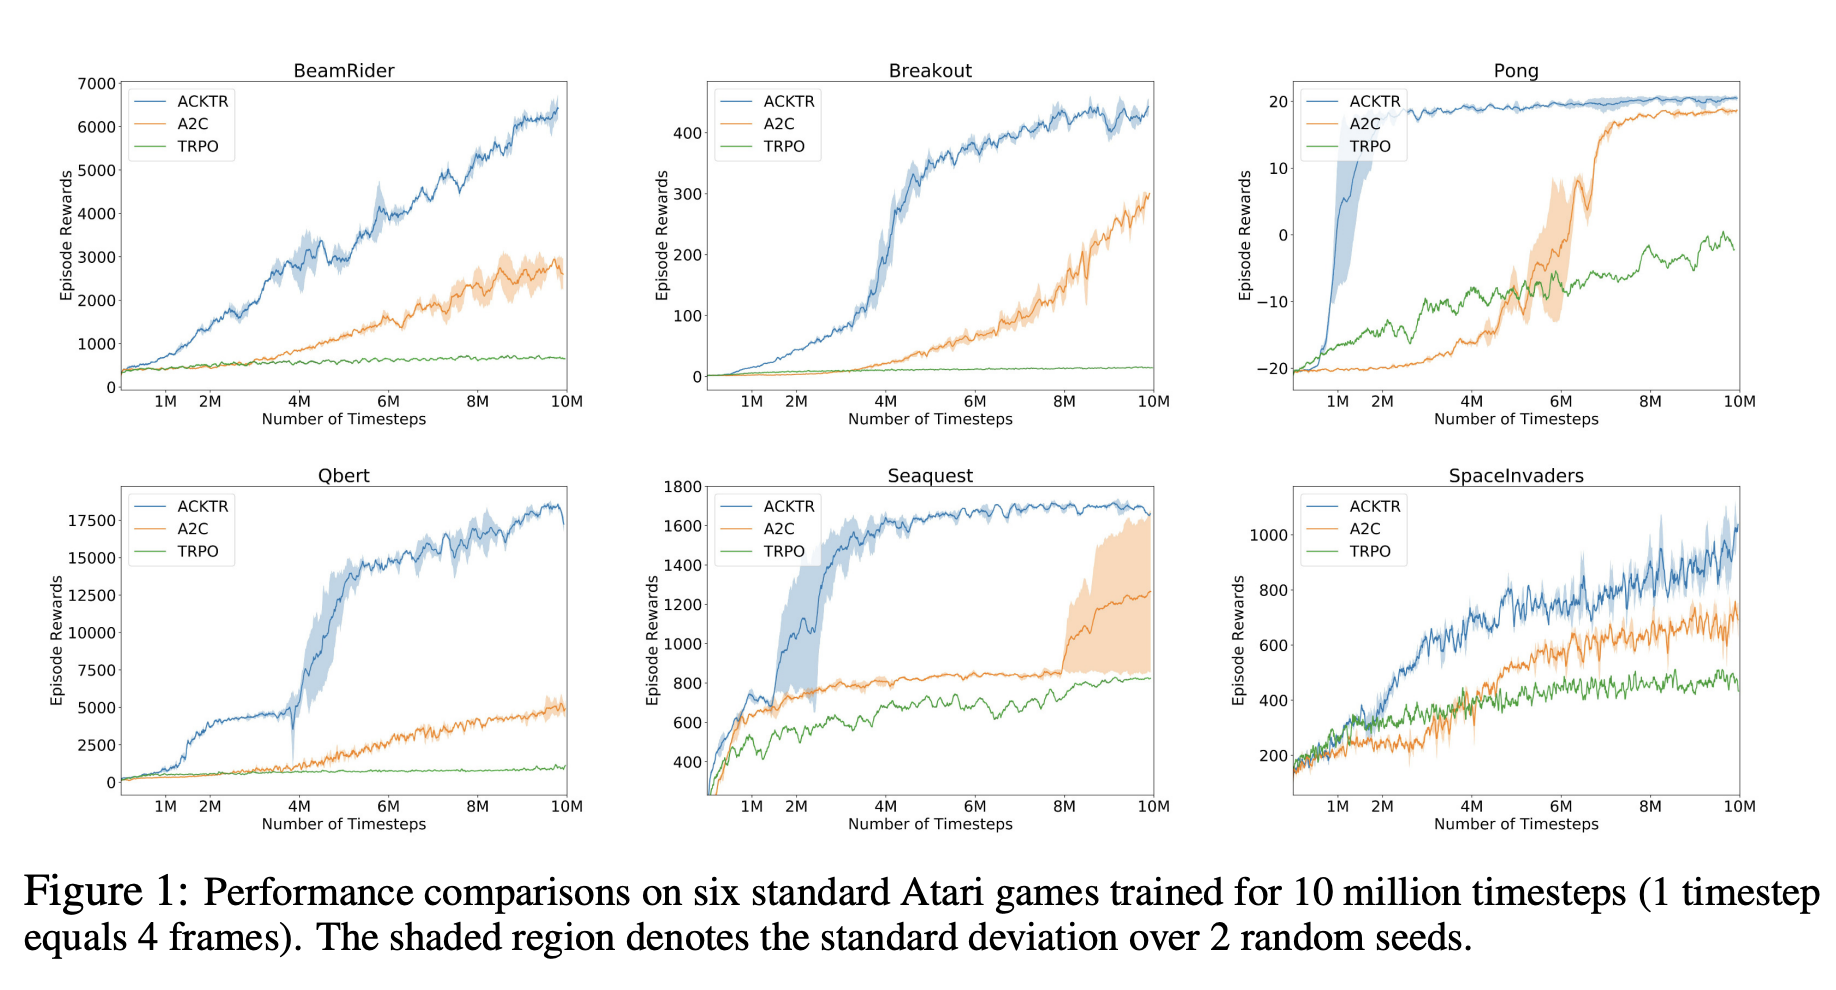 BeamRider
7000
6000
5000
4000
3000
2000
1000
0
Episode Rewards
ACKTR
A2C
TRPO
1M 2M 4M 6M 8M 10M
Number of Timesteps
Breakout
400
300
200
100
0
Episode Rewards
ACKTR
A2C
TRPO
1M 2M 4M 6M 8M 10M
Number of Timesteps
Pong
20
10
0
−10
−20
Episode Rewards
ACKTR
A2C
TRPO
1M 2M 4M 6M 8M 10M
Number of Timesteps
Qbert
17500
15000
12500
10000
7500
5000
2500
0
Episode Rewards
ACKTR
A2C
TRPO
1M 2M 4M 6M 8M 10M
Number of Timesteps
Seaquest
1800
1600
1400
1200
1000
800
600
400
Episode Rewards
ACKTR
A2C
TRPO
1M 2M 4M 6M 8M 10M
Number of Timesteps
SpaceInvaders
1000
800
600
400
200
Episode Rewards
ACKTR
A2C
TRPO
1M 2M 4M 6M 8M 10M
Number of Timesteps
Figure 1: Performance comparisons on six standard Atari games trained for 10 million timesteps (1 timestep
equals 4 frames). The shaded region denotes the standard deviation over 2 random seeds.